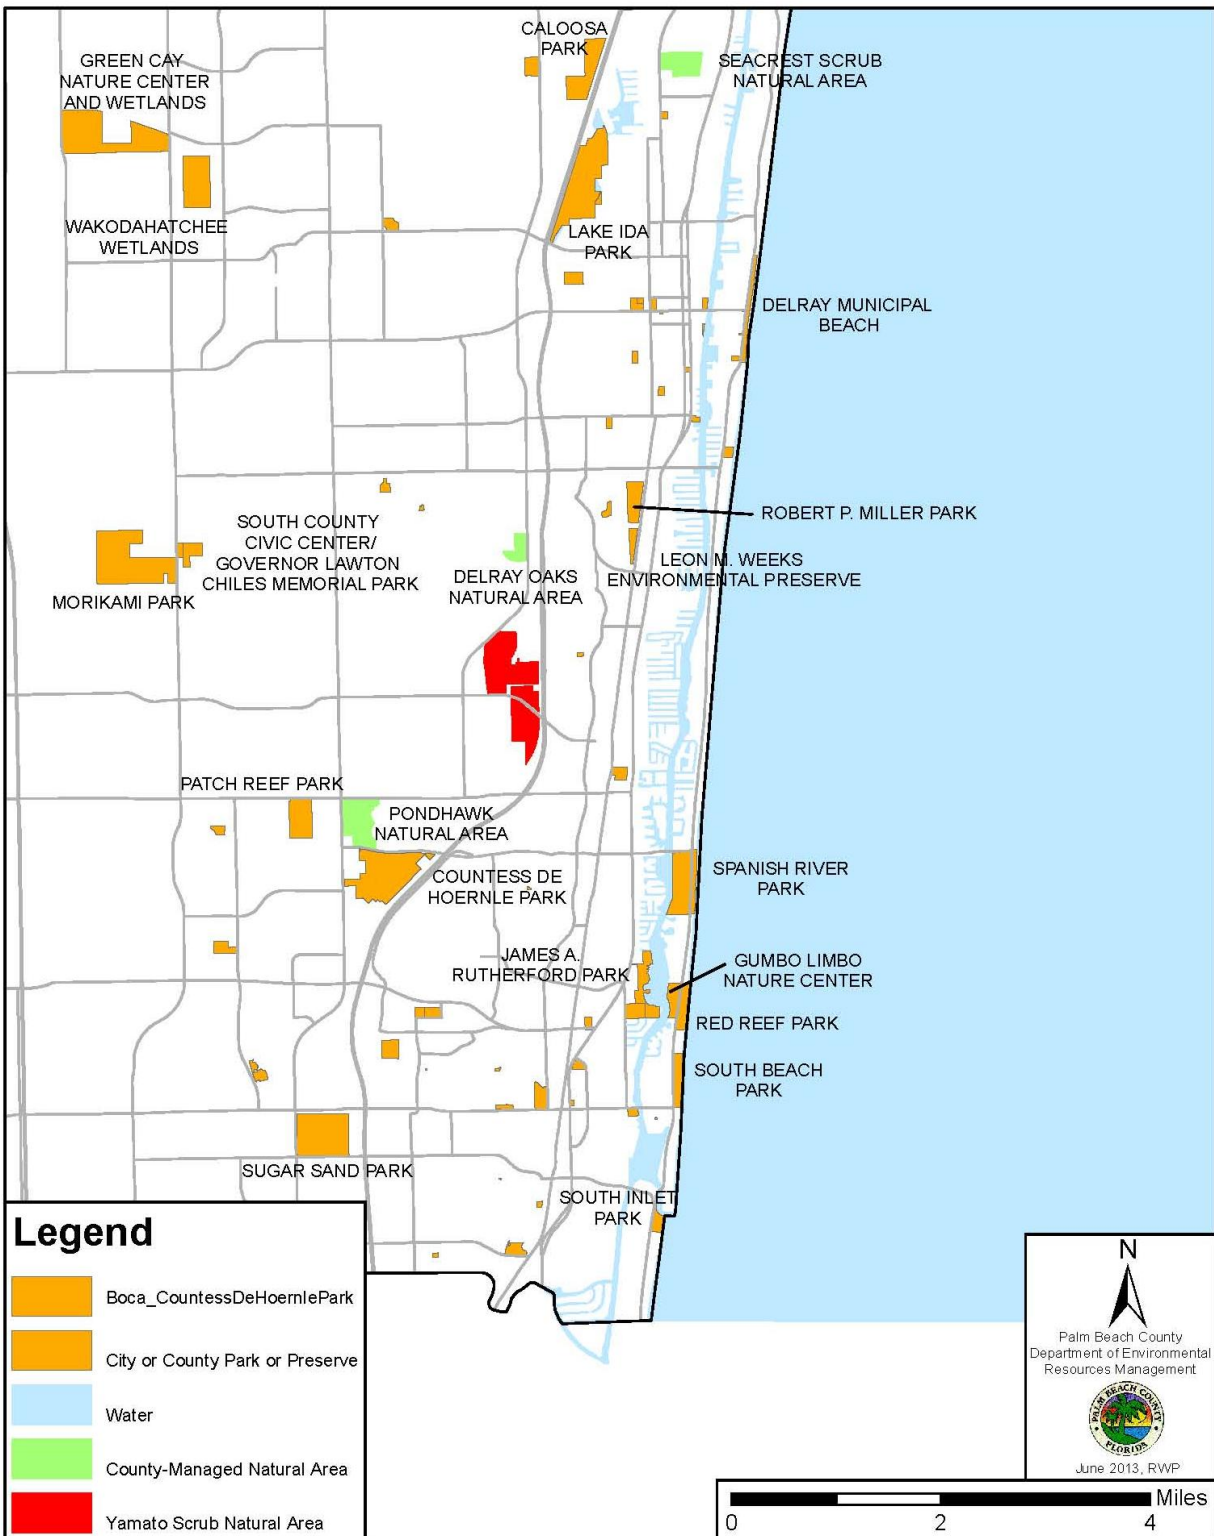 CALOOSA
PARK
GREEN CAY
NATURE CENTER
AND WETLANDS
SEACREST SCRUB
NATURAL AREA
WAKODAHATCHEE
WETLANDS
LAKE IDA
PARK
DELRAY MUNICIPAL
BEACH
ROBERT P. MILLER PARK
SOUTH COUNTY
CIVIC CENTER/
GOVERNOR LAWTON
CHILES MEMORIAL PARK
LEON M. WEEKS
ENVIRONMENTAL PRESERVE
DELRAY OAKS
NATURAL AREA
MORIKAMI PARK
PATCH REEF PARK
PONDHAWK
NATURAL AREA
COUNTESS DE
HOERNLE PARK
SPANISH RIVER
PARK
JAMES A.
RUTHERFORD PARK
GUMBO LIMBO
NATURE CENTER
RED REEF PARK
SOUTH BEACH
PARK
SUGAR SAND PARK
SOUTH INLET
PARK
Legend
Boca_CountessDeHoernlePark
City or County Park or Preserve
Water
County-Managed Natural Area
Yamato Scrub Natural Area
N
Palm Beach County
Department of Environmental
Resources Management
PALM BEACH COUNTY
FLORIDA
June 2013, RWP
Miles
0 2 4